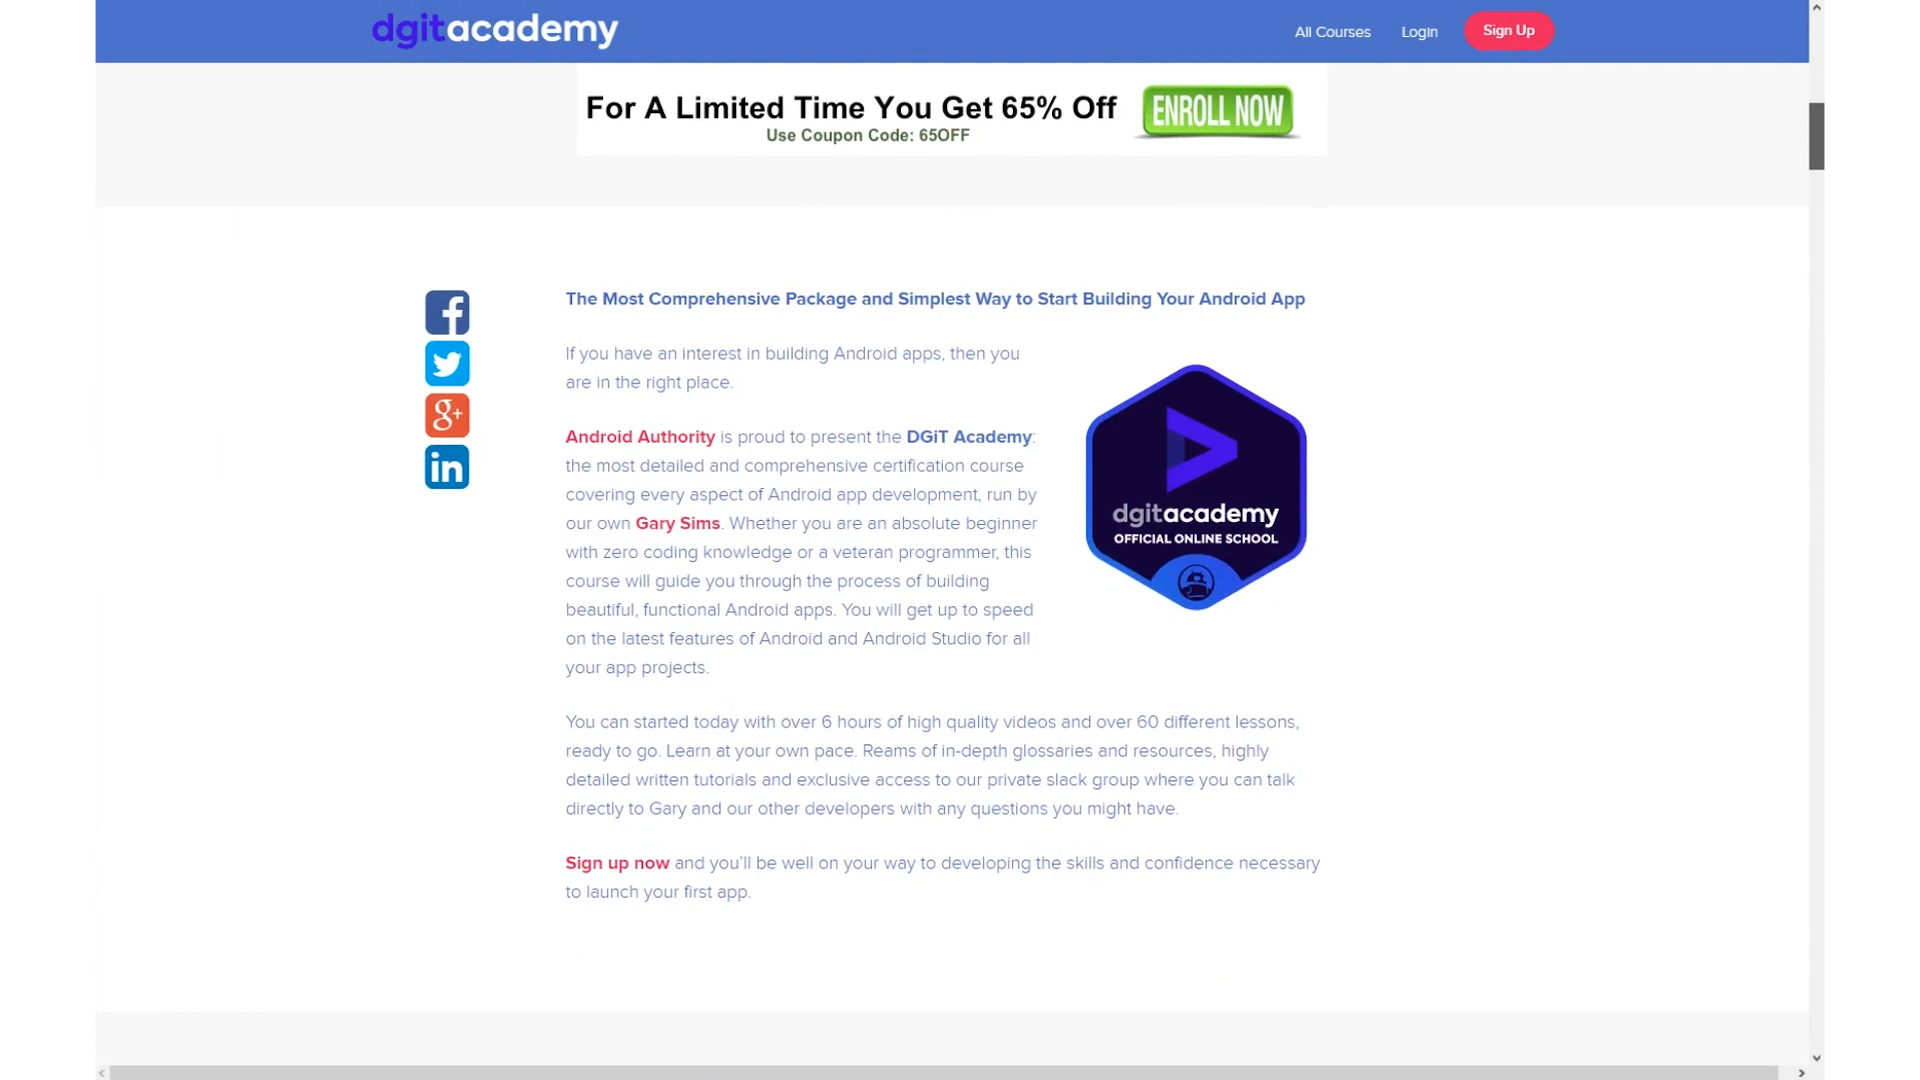 dgitacademy
All Courses
Login
Sign Up
For A Limited Time You Get 65% Off
Use Coupon Code: 65OFF
ENROLL NOW
The Most Comprehensive Package and Simplest Way to Start Building Your Android App
If you have an interest in building Android apps, then you
are in the right place.
Android Authority is proud to present the DGiT Academy:
the most detailed and comprehensive certification course
covering every aspect of Android app development, run by
our own Gary Sims. Whether you are an absolute beginner
with zero coding knowledge or a veteran programmer, this
course will guide you through the process of building
beautiful, functional Android apps. You will get up to speed
on the latest features of Android and Android Studio for all
your app projects.
dgitacademy
OFFICIAL ONLINE SCHOOL
You can started today with over 6 hours of high quality videos and over 60 different lessons,
ready to go. Learn at your own pace. Reams of in-depth glossaries and resources, highly
detailed written tutorials and exclusive access to our private slack group where you can talk
directly to Gary and our other developers with any questions you might have.
Sign up now and you'll be well on your way to developing the skills and confidence necessary
to launch your first app.